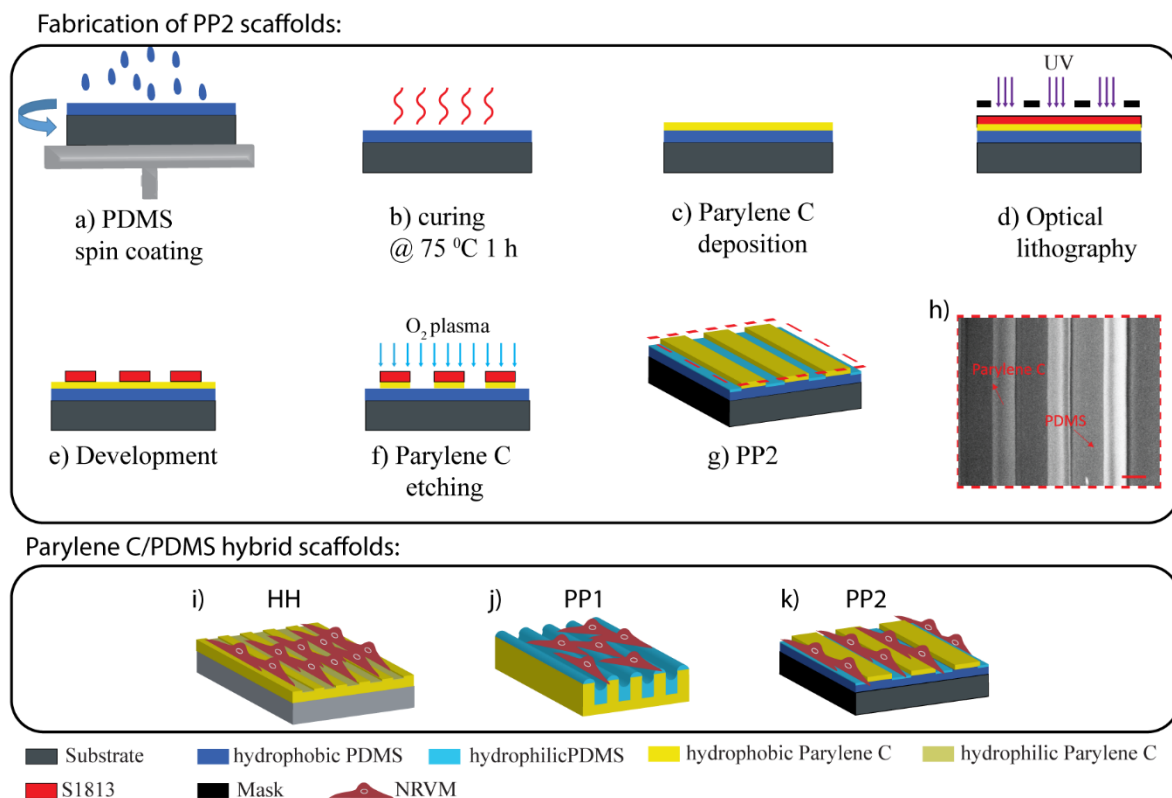 Fabrication of PP2 scaffolds:
UV
a) PDMS
spin coating
b) curing
@ 75 ⁰C 1 h
c) Parylene C
deposition
d) Optical
lithography
O₂ plasma
h)
Parylene C
PDMS
e) Development
f) Parylene C
etching
g) PP2
Parylene C/PDMS hybrid scaffolds:
i) HH
j) PP1
k) PP2
Substrate
hydrophobic PDMS
hydrophilicPDMS
hydrophobic Parylene C
hydrophilic Parylene C
S1813
Mask
NRVM